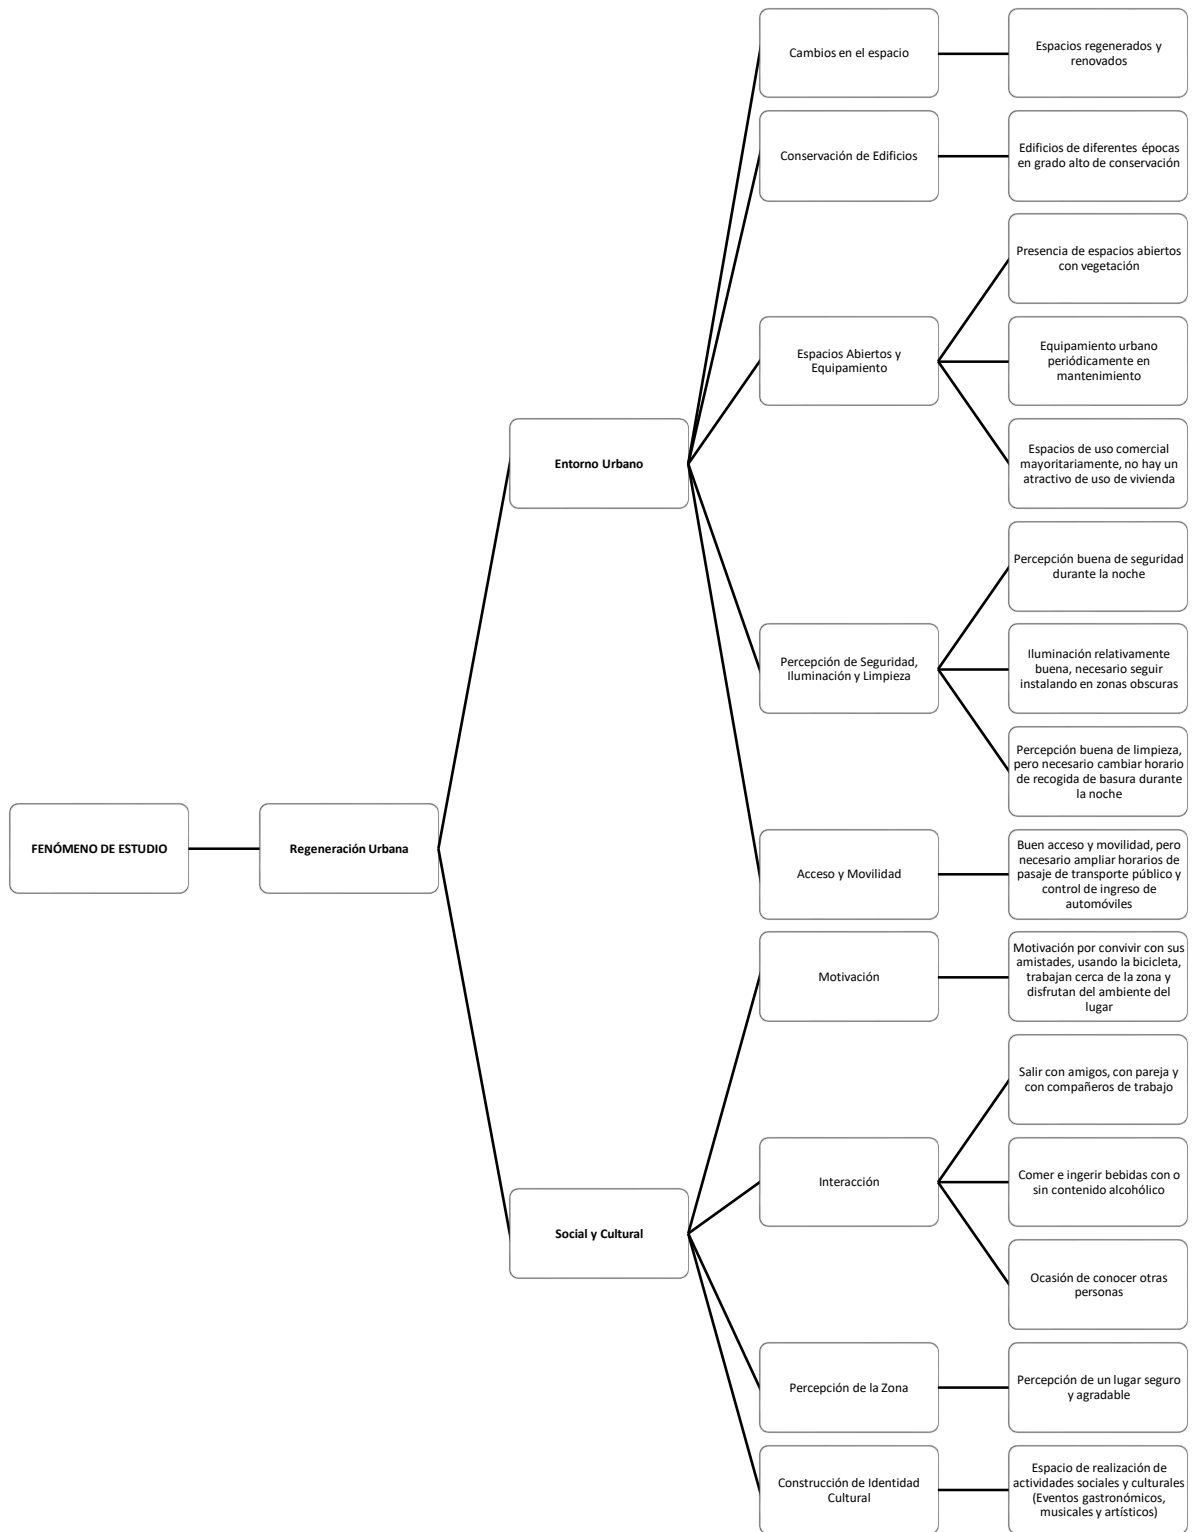 FENÓMENO DE ESTUDIO
Regeneración Urbana
Entorno Urbano
Cambios en el espacio
Espacios regenerados y
renovados
Conservación de Edificios
Edificios de diferentes épocas
en grado alto de conservación
Espacios Abiertos y
Equipamiento
Presencia de espacios abiertos
con vegetación
Equipamiento urbano
periódicamente en
mantenimiento
Espacios de uso comercial
mayoritariamente, no hay un
atractivo de uso de vivienda
Percepción de Seguridad,
Iluminación y Limpieza
Percepción buena de seguridad
durante la noche
Iluminación relativamente
buena, necesario seguir
instalando en zonas obscuras
Percepción buena de limpieza,
pero necesario cambiar horario
de recogida de basura durante
la noche
Acceso y Movilidad
Buen acceso y movilidad, pero
necesario ampliar horarios de
pasaje de transporte público y
control de ingreso de
automóviles
Social y Cultural
Motivación
Motivación por convivir con sus
amistades, usando la bicicleta,
trabajan cerca de la zona y
disfrutan del ambiente del
lugar
Interacción
Salir con amigos, con pareja y
con compañeros de trabajo
Comer e ingerir bebidas con o
sin contenido alcohólico
Ocasión de conocer otras
personas
Percepción de la Zona
Percepción de un lugar seguro
y agradable
Construcción de Identidad
Cultural
Espacio de realización de
actividades sociales y culturales
(Eventos gastronómicos,
musicales y artísticos)